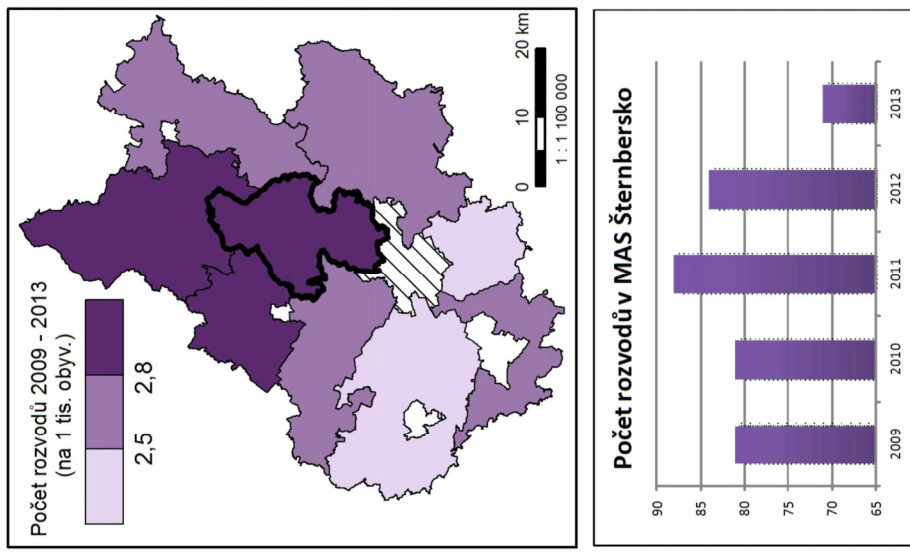 Počet rozvodů 2009 - 2013
(na 1 tis. obyv.)
2,5 2,8
0 10 20 km
1 : 1 100 000
Počet rozvodů v MAS Šternbersko
90
85
80
75
70
65
2009 2010 2011 2012 2013